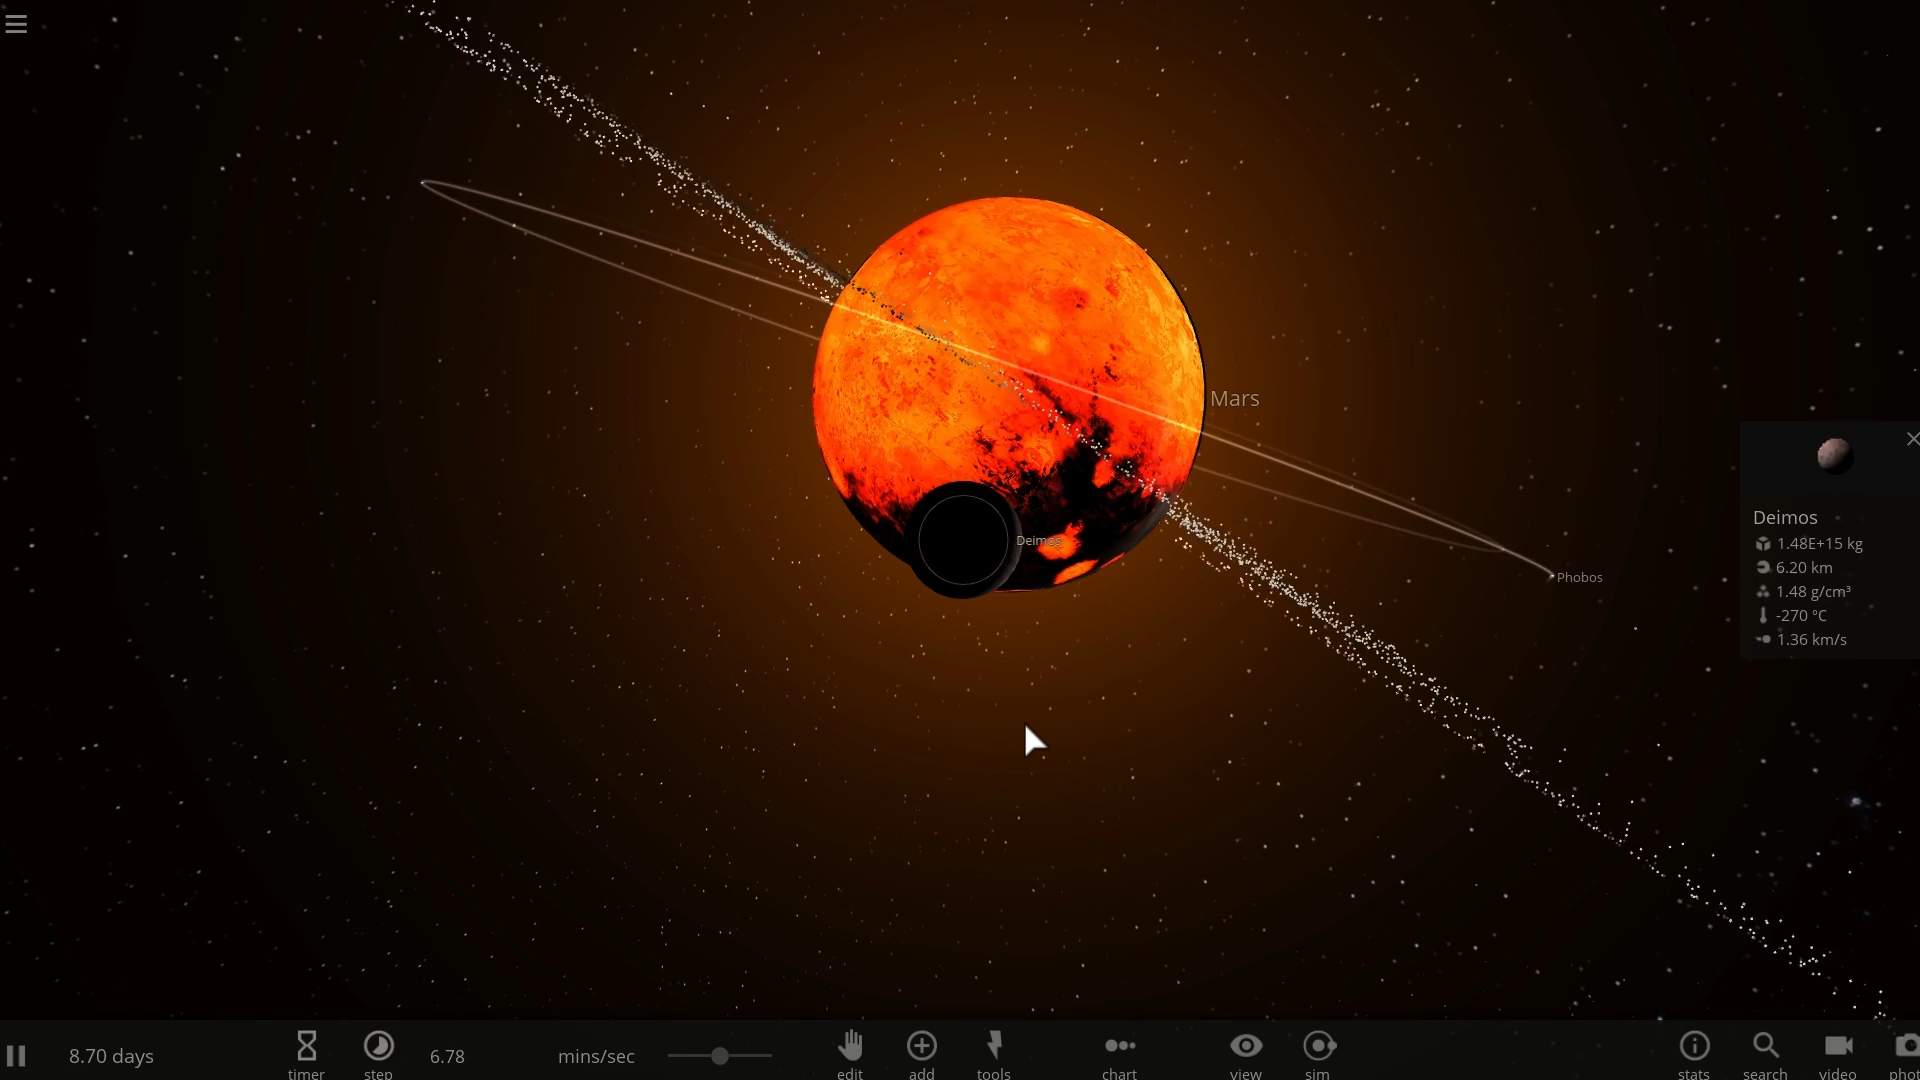 Mars
Deimos
Phobos
Deimos
1.48E+15 kg
6.20 km
1.48 g/cm³
-270 °C
1.36 km/s
8.70 days
timer
step
6.78
mins/sec
edit
add
tools
chart
view
sim
stats
search
video
phot